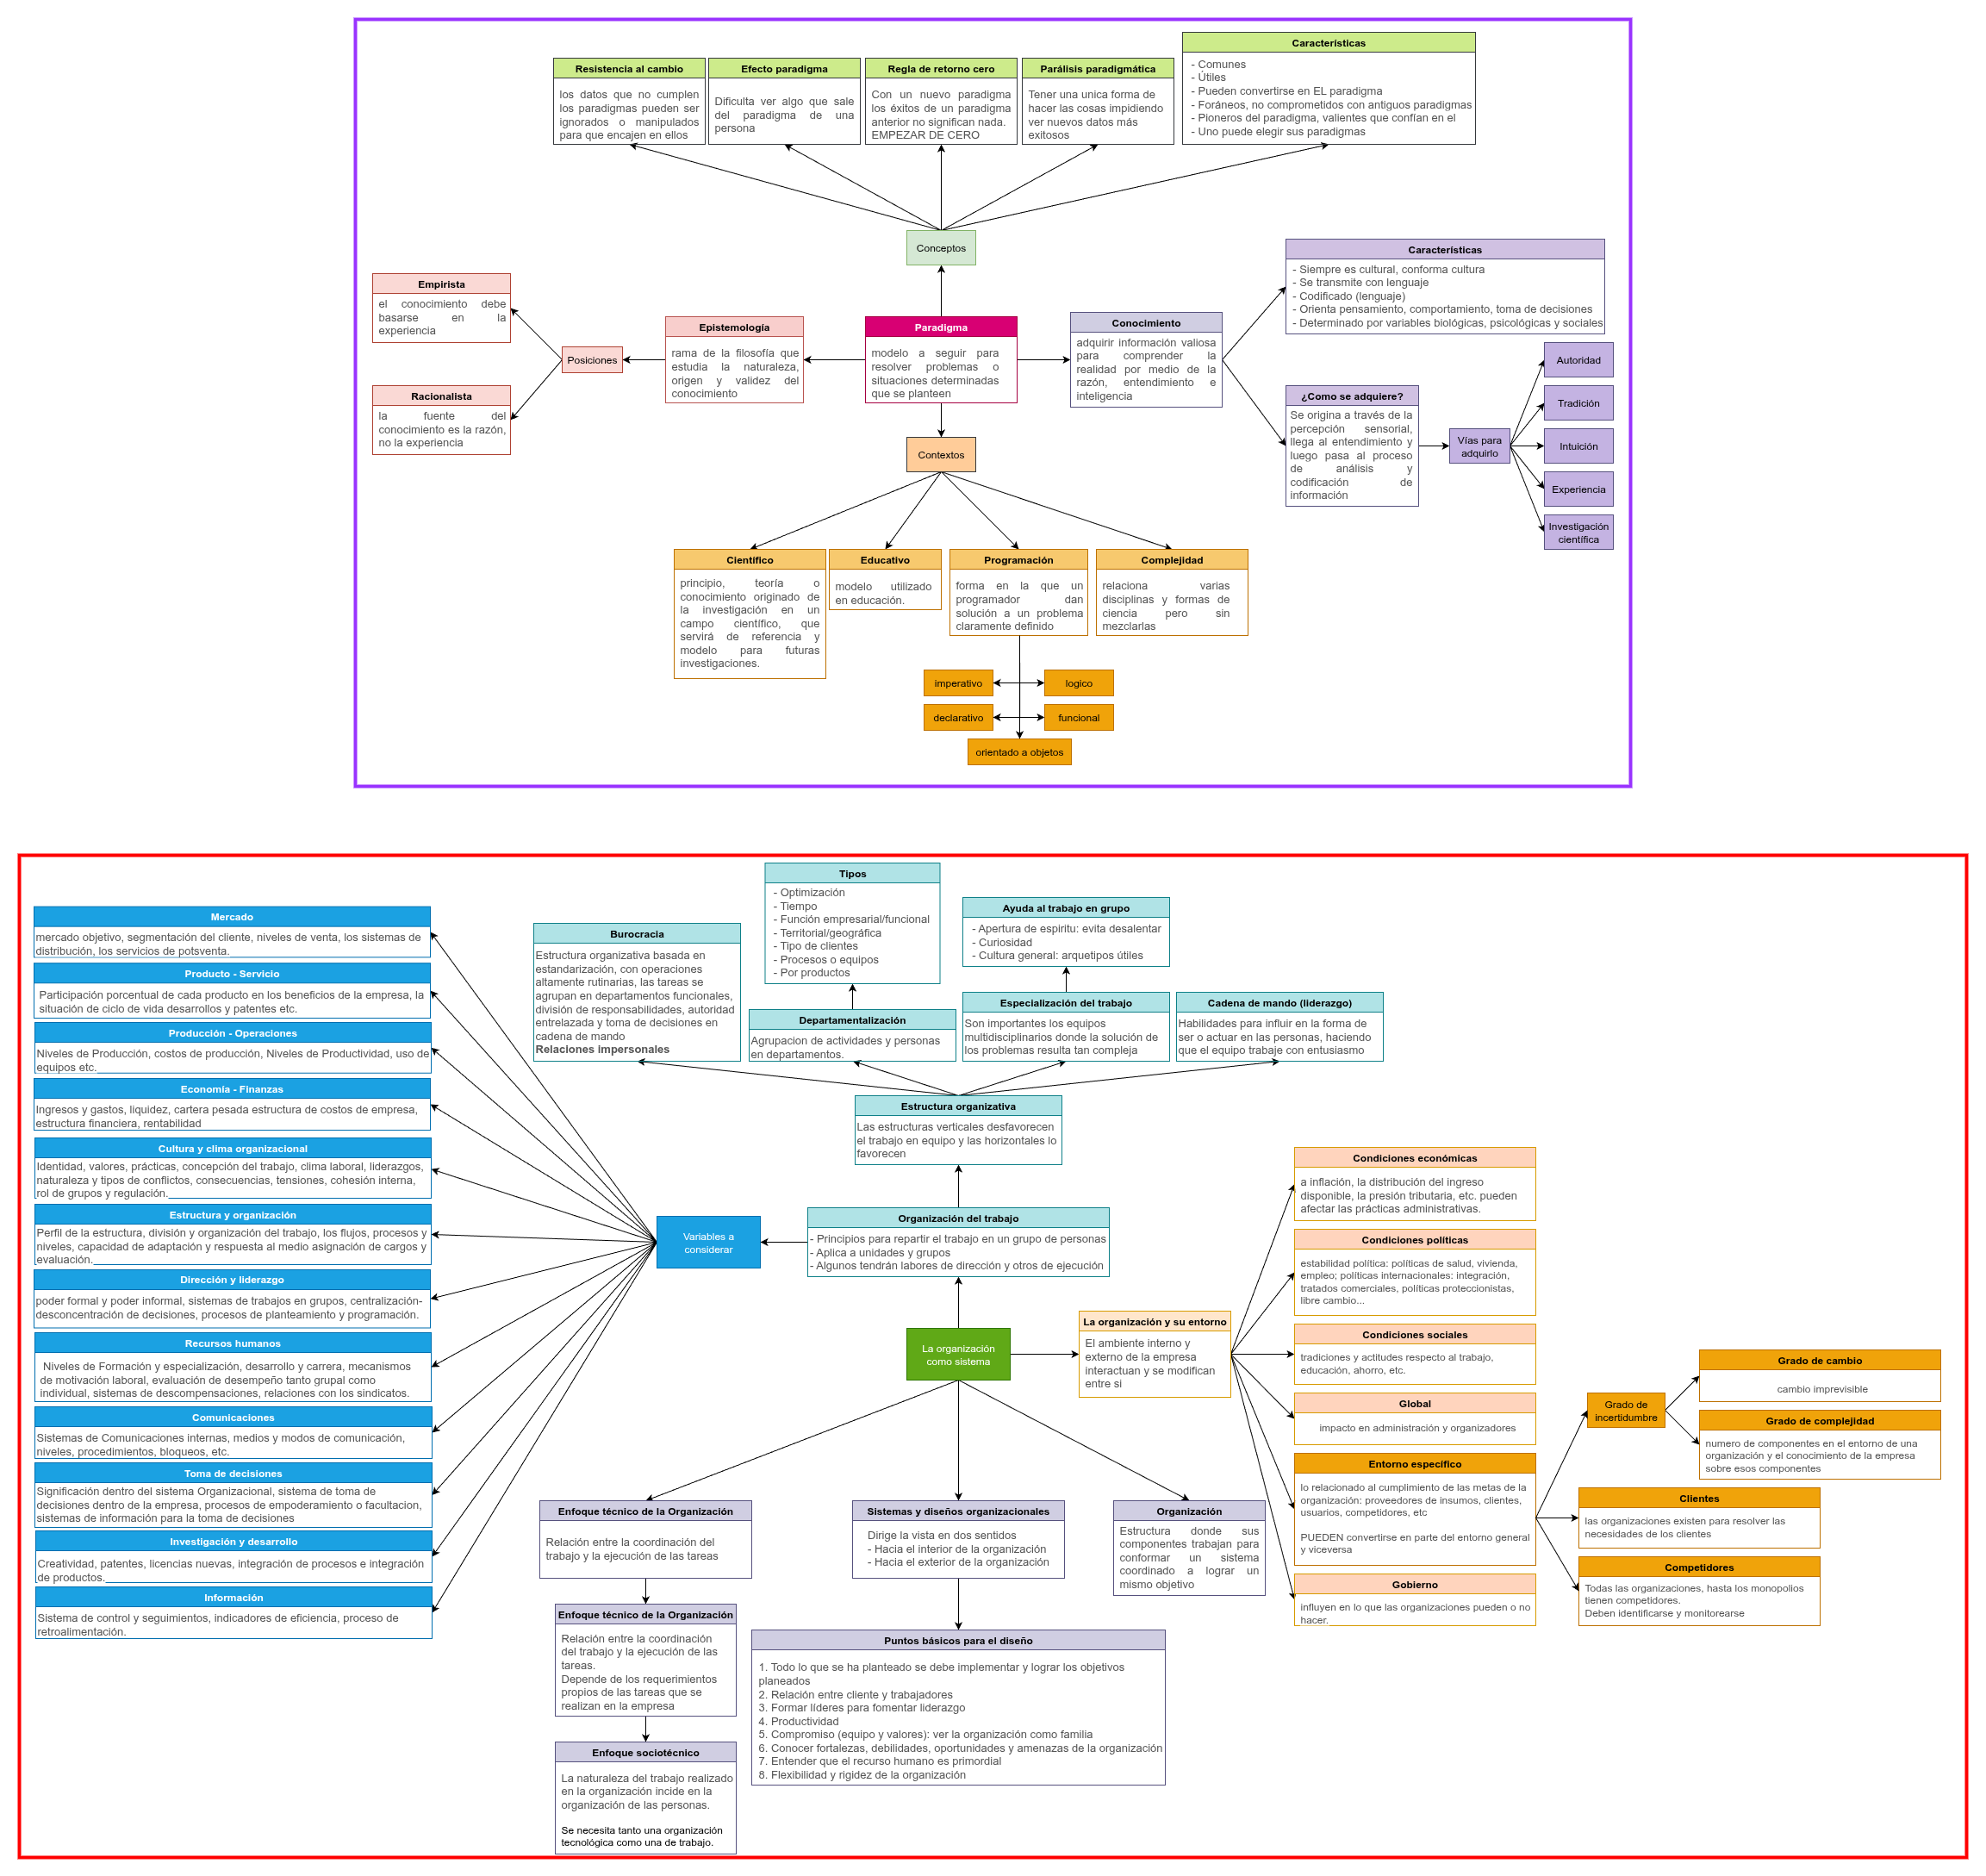 Resistencia al cambio
los datos que no cumplen
los paradigmas pueden ser
ignorados o manipulados
para que encajen en ellos
Efecto paradigma
Dificulta ver algo que sale
del paradigma de una
persona
Regla de retorno cero
Con un nuevo paradigma
los éxitos de un paradigma
anterior no significan nada.
EMPEZAR DE CERO
Parálisis paradigmática
Tener una unica forma de
hacer las cosas impidiendo
ver nuevos datos más
exitosos
Características
- Comunes
- Útiles
- Pueden convertirse en EL paradigma
- Foráneos, no comprometidos con antiguos paradigmas
- Pioneros del paradigma, valientes que confían en el
- Uno puede elegir sus paradigmas
Conceptos
Empirista
el conocimiento debe
basarse en la
experiencia
Racionalista
la fuente del
conocimiento es la razón,
no la experiencia
Posiciones
Epistemología
rama de la filosofía que
estudia la naturaleza,
origen y validez del
conocimiento
Paradigma
modelo a seguir para
resolver problemas o
situaciones determinadas
que se planteen
Conocimiento
adquirir información valiosa
para comprender la
realidad por medio de la
razón, entendimiento e
inteligencia
Características
- Siempre es cultural, conforma cultura
- Se transmite con lenguaje
- Codificado (lenguaje)
- Orienta pensamiento, comportamiento, toma de decisiones
- Determinado por variables biológicas, psicológicas y sociales
¿Como se adquiere?
Se origina a través de la
percepción sensorial,
llega al entendimiento y
luego pasa al proceso
de análisis y
codificación de
información
Vías para
adquirlo
Autoridad
Tradición
Intuición
Experiencia
Investigación
científica
Contextos
Científico
principio, teoría o
conocimiento originado de
la investigación en un
campo científico, que
servirá de referencia y
modelo para futuras
investigaciones.
Educativo
modelo utilizado
en educación.
Programación
forma en la que un
programador dan
solución a un problema
claramente definido
Complejidad
relaciona varias
disciplinas y formas de
ciencia pero sin
mezclarlas
imperativo
logico
declarativo
funcional
orientado a objetos
Mercado
mercado objetivo, segmentación del cliente, niveles de venta, los sistemas de
distribución, los servicios de potsventa.
Producto - Servicio
Participación porcentual de cada producto en los beneficios de la empresa, la
situación de ciclo de vida desarrollos y patentes etc.
Producción - Operaciones
Niveles de Producción, costos de producción, Niveles de Productividad, uso de
equipos etc.
Economía - Finanzas
Ingresos y gastos, liquidez, cartera pesada estructura de costos de empresa,
estructura financiera, rentabilidad
Cultura y clima organizacional
Identidad, valores, prácticas, concepción del trabajo, clima laboral, liderazgos,
naturaleza y tipos de conflictos, consecuencias, tensiones, cohesión interna,
rol de grupos y regulación.
Estructura y organización
Perfil de la estructura, división y organización del trabajo, los flujos, procesos y
niveles, capacidad de adaptación y respuesta al medio asignación de cargos y
evaluación.
Dirección y liderazgo
poder formal y poder informal, sistemas de trabajos en grupos, centralización-
desconcentración de decisiones, procesos de planteamiento y programación.
Recursos humanos
Niveles de Formación y especialización, desarrollo y carrera, mecanismos
de motivación laboral, evaluación de desempeño tanto grupal como
individual, sistemas de descompensaciones, relaciones con los sindicatos.
Comunicaciones
Sistemas de Comunicaciones internas, medios y modos de comunicación,
niveles, procedimientos, bloqueos, etc.
Toma de decisiones
Significación dentro del sistema Organizacional, sistema de toma de
decisiones dentro de la empresa, procesos de empoderamiento o facultacion,
sistemas de información para la toma de decisiones
Investigación y desarrollo
Creatividad, patentes, licencias nuevas, integración de procesos e integración
de productos.
Información
Sistema de control y seguimientos, indicadores de eficiencia, proceso de
retroalimentación.
Variables a
considerar
Burocracia
Estructura organizativa basada en
estandarización, con operaciones
altamente rutinarias, las tareas se
agrupan en departamentos funcionales,
división de responsabilidades, autoridad
entrelazada y toma de decisiones en
cadena de mando
Relaciones impersonales
Tipos
- Optimización
- Tiempo
- Función empresarial/funcional
- Territorial/geográfica
- Tipo de clientes
- Procesos o equipos
- Por productos
Departamentalización
Agrupacion de actividades y personas
en departamentos.
Ayuda al trabajo en grupo
- Apertura de espiritu: evita desalentar
- Curiosidad
- Cultura general: arquetipos útiles
Especialización del trabajo
Son importantes los equipos
multidisciplinarios donde la solución de
los problemas resulta tan compleja
Cadena de mando (liderazgo)
Habilidades para influir en la forma de
ser o actuar en las personas, haciendo
que el equipo trabaje con entusiasmo
Estructura organizativa
Las estructuras verticales desfavorecen
el trabajo en equipo y las horizontales lo
favorecen
Organización del trabajo
- Principios para repartir el trabajo en un grupo de personas
- Aplica a unidades y grupos
- Algunos tendrán labores de dirección y otros de ejecución
La organización
como sistema
La organización y su entorno
El ambiente interno y
externo de la empresa
interactuan y se modifican
entre si
Condiciones económicas
a inflación, la distribución del ingreso
disponible, la presión tributaria, etc. pueden
afectar las prácticas administrativas.
Condiciones políticas
estabilidad política: políticas de salud, vivienda,
empleo; políticas internacionales: integración,
tratados comerciales, políticas proteccionistas,
libre cambio...
Condiciones sociales
tradiciones y actitudes respecto al trabajo,
educación, ahorro, etc.
Global
impacto en administración y organizadores
Entorno específico
lo relacionado al cumplimiento de las metas de la
organización: proveedores de insumos, clientes,
usuarios, competidores, etc
PUEDEN convertirse en parte del entorno general
y viceversa
Gobierno
influyen en lo que las organizaciones pueden o no
hacer.
Grado de
incertidumbre
Grado de cambio
cambio imprevisible
Grado de complejidad
numero de componentes en el entorno de una
organización y el conocimiento de la empresa
sobre esos componentes
Clientes
las organizaciones existen para resolver las
necesidades de los clientes
Competidores
Todas las organizaciones, hasta los monopolios
tienen competidores.
Deben identificarse y monitorearse
Enfoque técnico de la Organización
Relación entre la coordinación del
trabajo y la ejecución de las tareas
Enfoque técnico de la Organización
Relación entre la coordinación
del trabajo y la ejecución de las
tareas.
Depende de los requerimientos
propios de las tareas que se
realizan en la empresa
Enfoque sociotécnico
La naturaleza del trabajo realizado
en la organización incide en la
organización de las personas.
Se necesita tanto una organización
tecnológica como una de trabajo.
Sistemas y diseños organizacionales
Dirige la vista en dos sentidos
- Hacia el interior de la organización
- Hacia el exterior de la organización
Puntos básicos para el diseño
1. Todo lo que se ha planteado se debe implementar y lograr los objetivos
planeados
2. Relación entre cliente y trabajadores
3. Formar líderes para fomentar liderazgo
4. Productividad
5. Compromiso (equipo y valores): ver la organización como familia
6. Conocer fortalezas, debilidades, oportunidades y amenazas de la organización
7. Entender que el recurso humano es primordial
8. Flexibilidad y rigidez de la organización
Organización
Estructura donde sus
componentes trabajan para
conformar un sistema
coordinado a lograr un
mismo objetivo